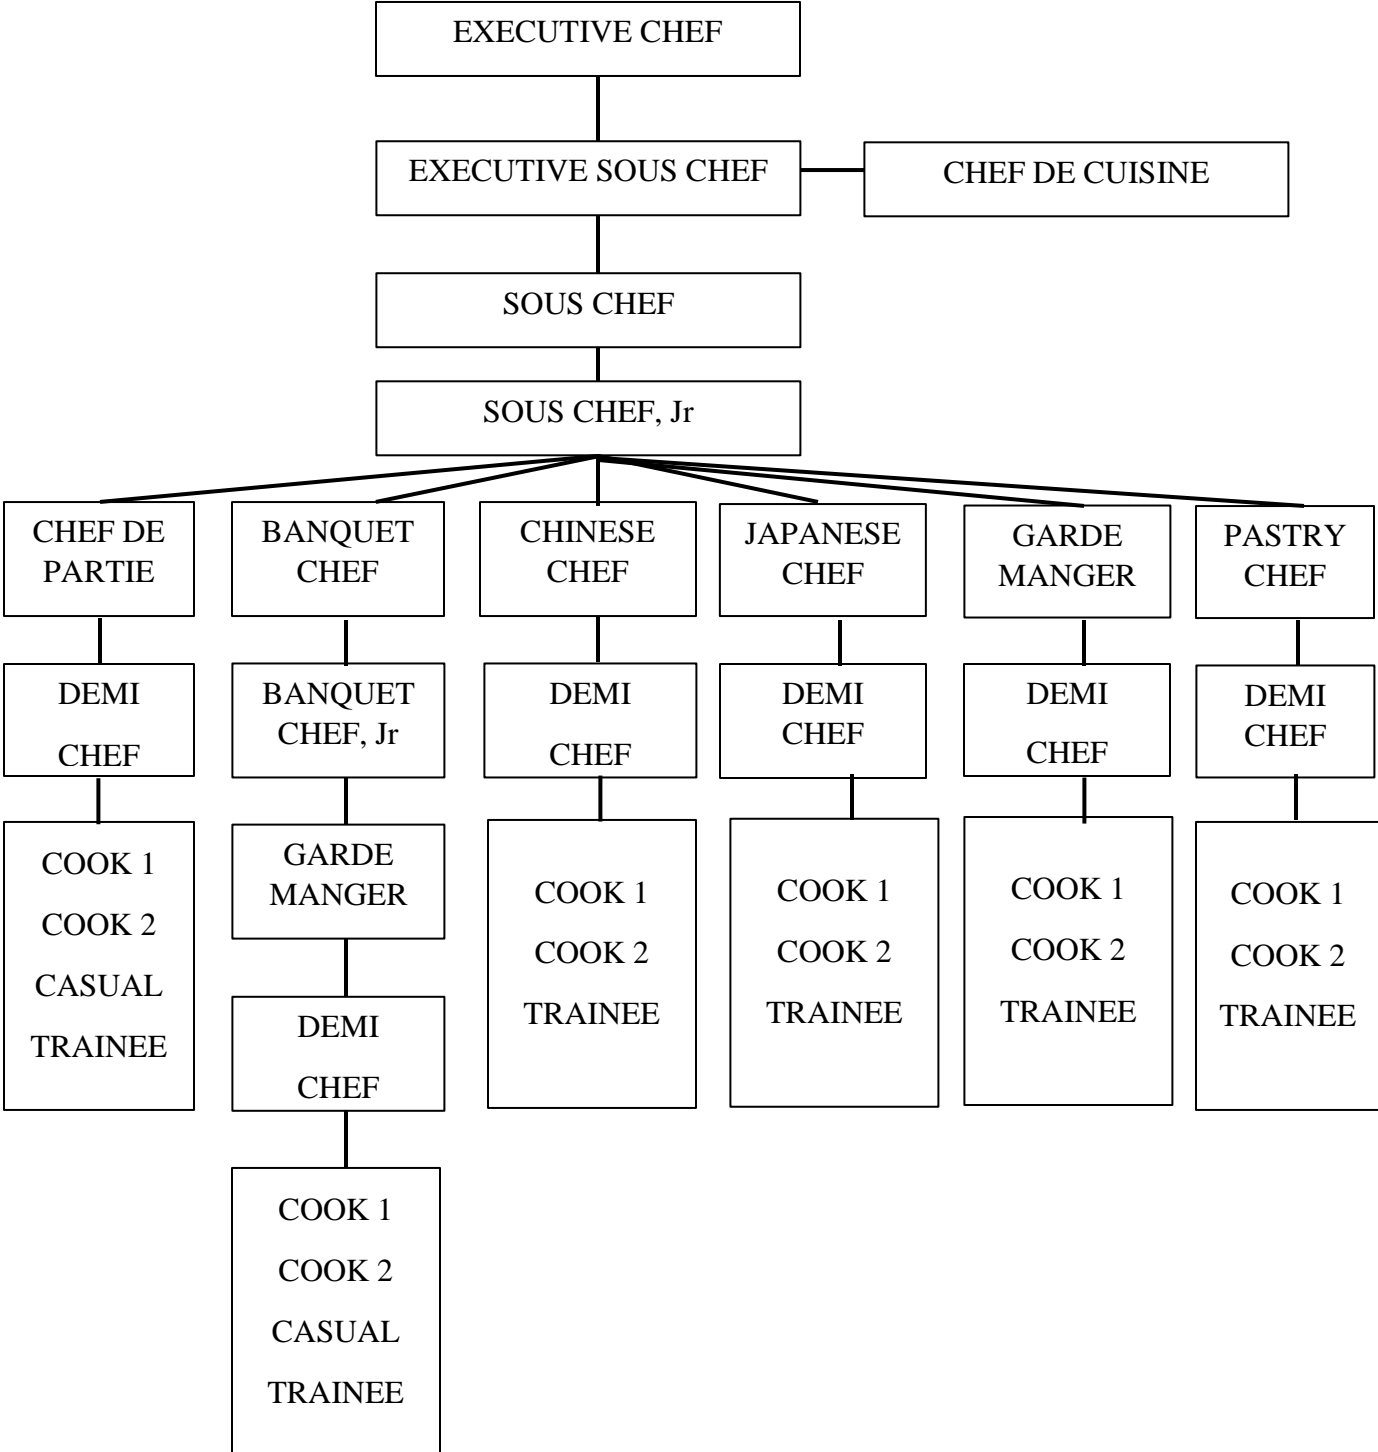 EXECUTIVE CHEF
EXECUTIVE SOUS CHEF
CHEF DE CUISINE
SOUS CHEF
SOUS CHEF, Jr
CHEF DE
PARTIE
BANQUET
CHEF
CHINESE
CHEF
JAPANESE
CHEF
GARDE
MANGER
PASTRY
CHEF
DEMI
CHEF
BANQUET
CHEF, Jr
DEMI
CHEF
DEMI
CHEF
DEMI
CHEF
DEMI
CHEF
COOK 1
COOK 2
CASUAL
TRAINEE
GARDE
MANGER
DEMI
CHEF
COOK 1
COOK 2
CASUAL
TRAINEE
COOK 1
COOK 2
TRAINEE
COOK 1
COOK 2
TRAINEE
COOK 1
COOK 2
TRAINEE
COOK 1
COOK 2
TRAINEE